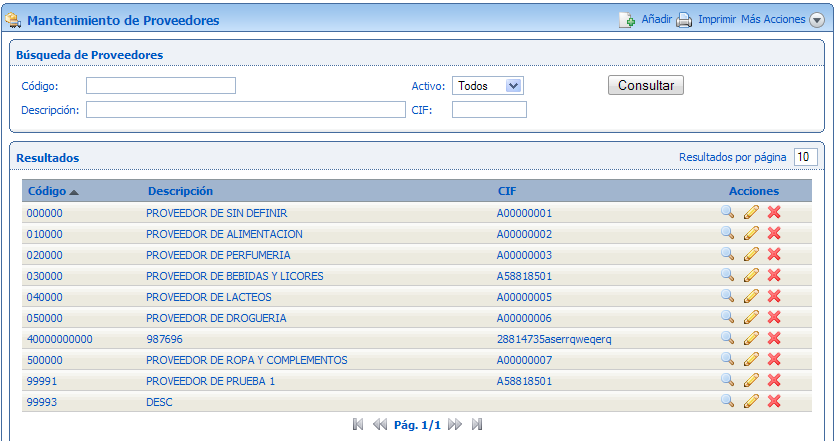 Mantenimiento de Proveedores Añadir Imprimir Más Acciones
Búsqueda de Proveedores
Código: Activo: Todos Consultar
Descripción: CIF:
Resultados Resultados por página 10
Código Descripción CIF Acciones
000000 PROVEEDOR DE SIN DEFINIR A00000001
010000 PROVEEDOR DE ALIMENTACION A00000002
020000 PROVEEDOR DE PERFUMERIA A00000003
030000 PROVEEDOR DE BEBIDAS Y LICORES A58818501
040000 PROVEEDOR DE LACTEOS A00000005
050000 PROVEEDOR DE DROGUERIA A00000006
40000000000 987696 28814735aserrqweqerq
500000 PROVEEDOR DE ROPA Y COMPLEMENTOS A00000007
99991 PROVEEDOR DE PRUEBA 1 A58818501
99993 DESC
Pág. 1/1